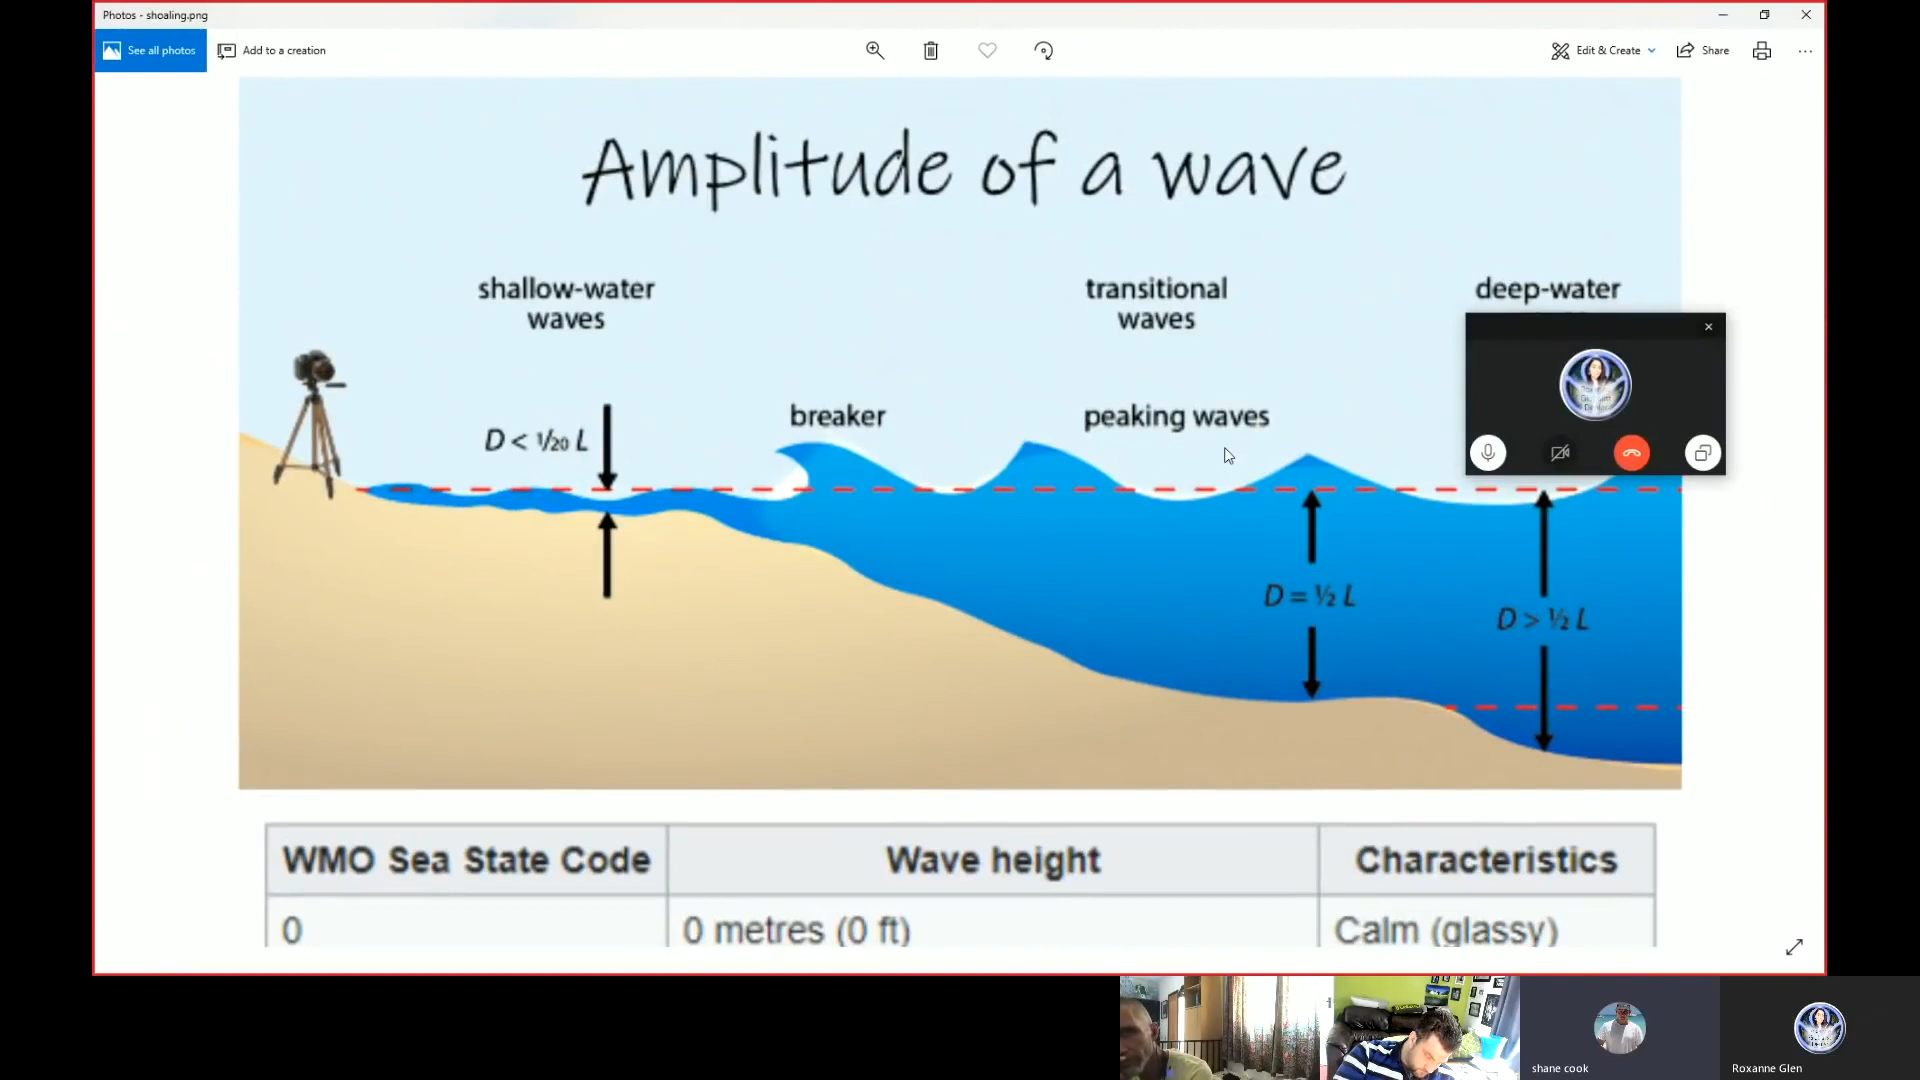 Photos - shoaling.png
See all photos
Add to a creation
Edit & Create
Share
Amplitude of a wave
shallow-water
waves
transitional
waves
deep-water
breaker
peaking waves
D < 1/20 L
D = ½ L
D > ½ L
WMO Sea State Code
Wave height
Characteristics
0
0 metres (0 ft)
Calm (glassy)
shane cook
Roxanne Glen